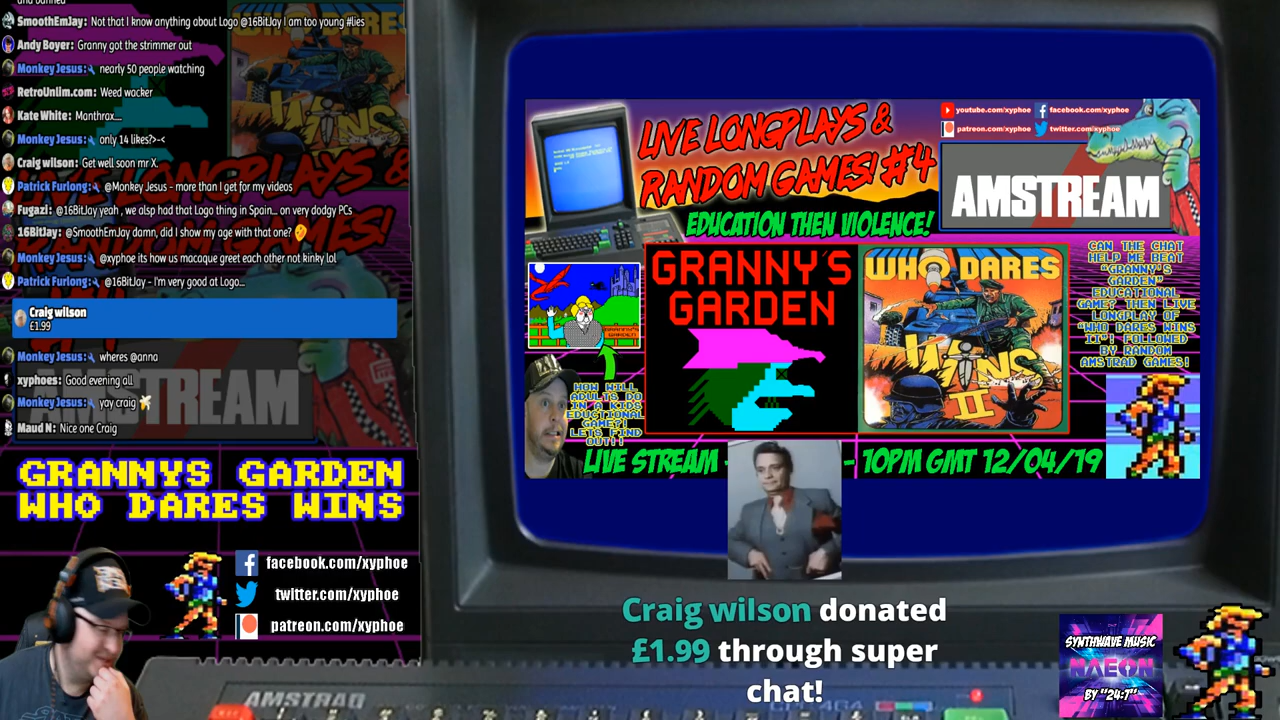 and banned
SmoothEmJay: Not that I know anything about Logo @16BitJay I am too young #lies
Andy Boyer: Granny got the strimmer out
Monkey Jesus: nearly 50 people watching
RetroUnlim.com: Weed wacker
Kate White: Manthrax....
Monkey Jesus: only 14 likes?>-<
Craig wilson: Get well soon mr X.
Patrick Furlong: @Monkey Jesus - more than I get for my videos
Fugazi: @16BitJay yeah , we alsp had that Logo thing in Spain... on very dodgy PCs
16BitJay: @SmoothEmJay damn, did I show my age with that one?
Monkey Jesus: @xyphoe its how us macaque greet each other not kinky lol
Patrick Furlong: @16BitJay - I'm very good at Logo...
Craig wilson
£1.99
Monkey Jesus: wheres @anna
xyphoes: Good evening all
Monkey Jesus: yay craig
Maud N: Nice one Craig
GRANNYS GARDEN
WHO DARES WINS
facebook.com/xyphoe
twitter.com/xyphoe
patreon.com/xyphoe
LIVE LONGPLAYS &
RANDOM GAMES! #4
EDUCATION THEN VIOLENCE!
youtube.com/xyphoe
facebook.com/xyphoe
patreon.com/xyphoe
twitter.com/xyphoe
AMSTREAM
GRANNY'S
GARDEN
GRANNY'S
GARDEN
WHO DARES
WINS
II
HOW WILL
ADULTS DO
IN A KIDS
EDUCTIONAL
GAME?!
LETS FIND
OUT!!
CAN THE CHAT
HELP ME BEAT
"GRANNY'S
GARDEN"
EDUCATIONAL
GAME? THEN LIVE
LONGPLAY OF
"WHO DARES WINS
II"! FOLLOWED
BY RANDOM
AMSTRAD GAMES!
LIVE STREAM - - 10PM GMT 12/04/19
Craig wilson donated
£1.99 through super
chat!
SYNTHWAVE MUSIC
NAEON
BY "24:7"
AMSTRAD